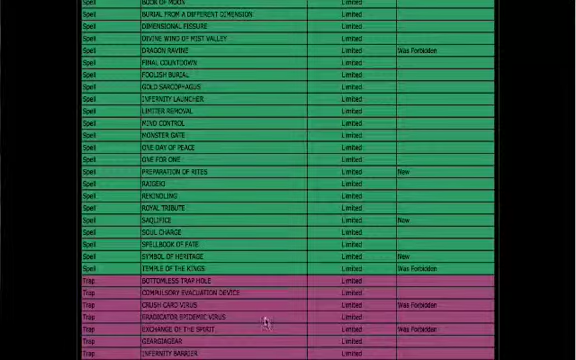 Spell BOOK OF MOON Limited
Spell BURIAL FROM A DIFFERENT DIMENSION Limited
Spell DIMENSIONAL FISSURE Limited
Spell DIVINE WIND OF MIST VALLEY Limited
Spell DRAGON RAVINE Limited Was Forbidden
Spell FINAL COUNTDOWN Limited
Spell FOOLISH BURIAL Limited
Spell GOLD SARCOPHAGUS Limited
Spell INFERNITY LAUNCHER Limited
Spell LIMITER REMOVAL Limited
Spell MIND CONTROL Limited
Spell MONSTER GATE Limited
Spell ONE DAY OF PEACE Limited
Spell ONE FOR ONE Limited
Spell PREPARATION OF RITES Limited New
Spell RAIGEKI Limited
Spell REKINDLING Limited
Spell ROYAL TRIBUTE Limited
Spell SAQLIFICE Limited New
Spell SOUL CHARGE Limited
Spell SPELLBOOK OF FATE Limited
Spell SYMBOL OF HERITAGE Limited New
Spell TEMPLE OF THE KINGS Limited Was Forbidden
Trap BOTTOMLESS TRAP HOLE Limited
Trap COMPULSORY EVACUATION DEVICE Limited
Trap CRUSH CARD VIRUS Limited Was Forbidden
Trap ERADICATOR EPIDEMIC VIRUS Limited
Trap EXCHANGE OF THE SPIRIT Limited Was Forbidden
Trap GEARGIAGEAR Limited
Trap INFERNITY BARRIER Limited